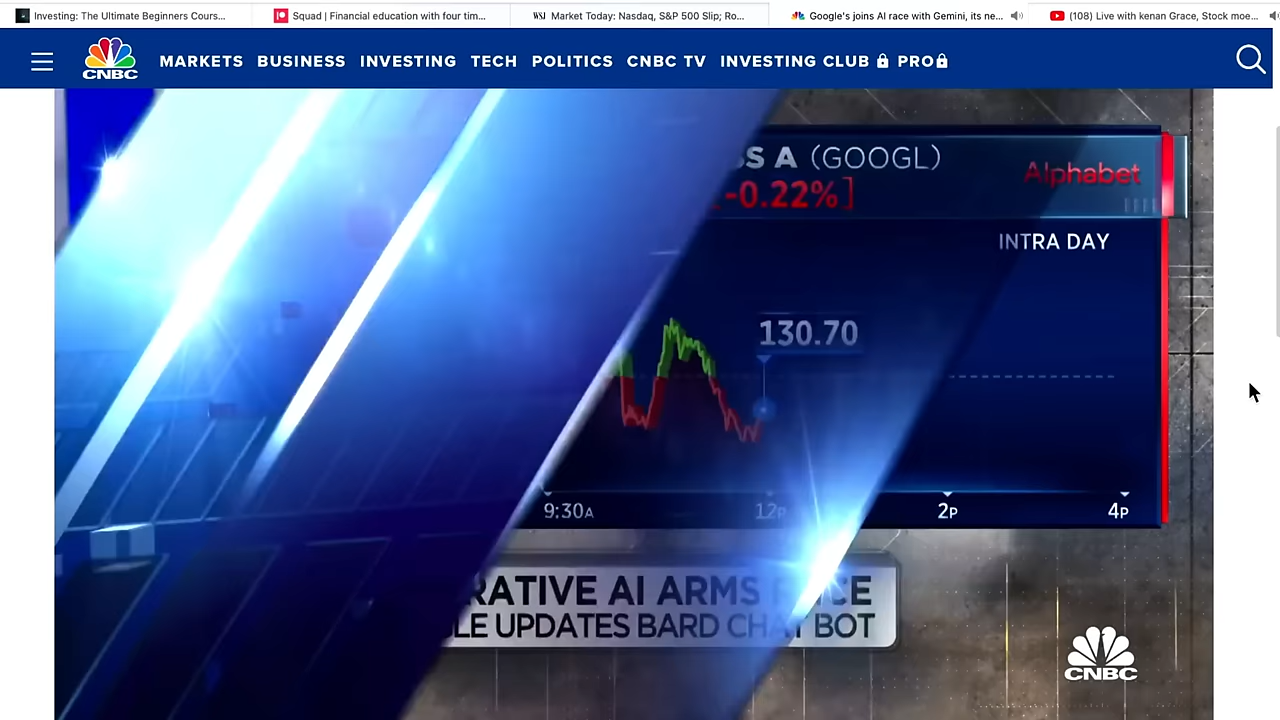 Investing: The Ultimate Beginners Cours...
Squad | Financial education with four tim...
WSJ Market Today: Nasdaq, S&P 500 Slip; Ro...
Google's joins AI race with Gemini, its ne...
(108) Live with kenan Grace, Stock moe...
CNBC
MARKETS BUSINESS INVESTING TECH POLITICS CNBC TV INVESTING CLUB PRO
A (GOOGL)
Alphabet
-0.22%]
INTRA DAY
130.70
9:30A 12P 2P 4P
AI ARMS
UPDATES BARD CHAT BOT
CNBC